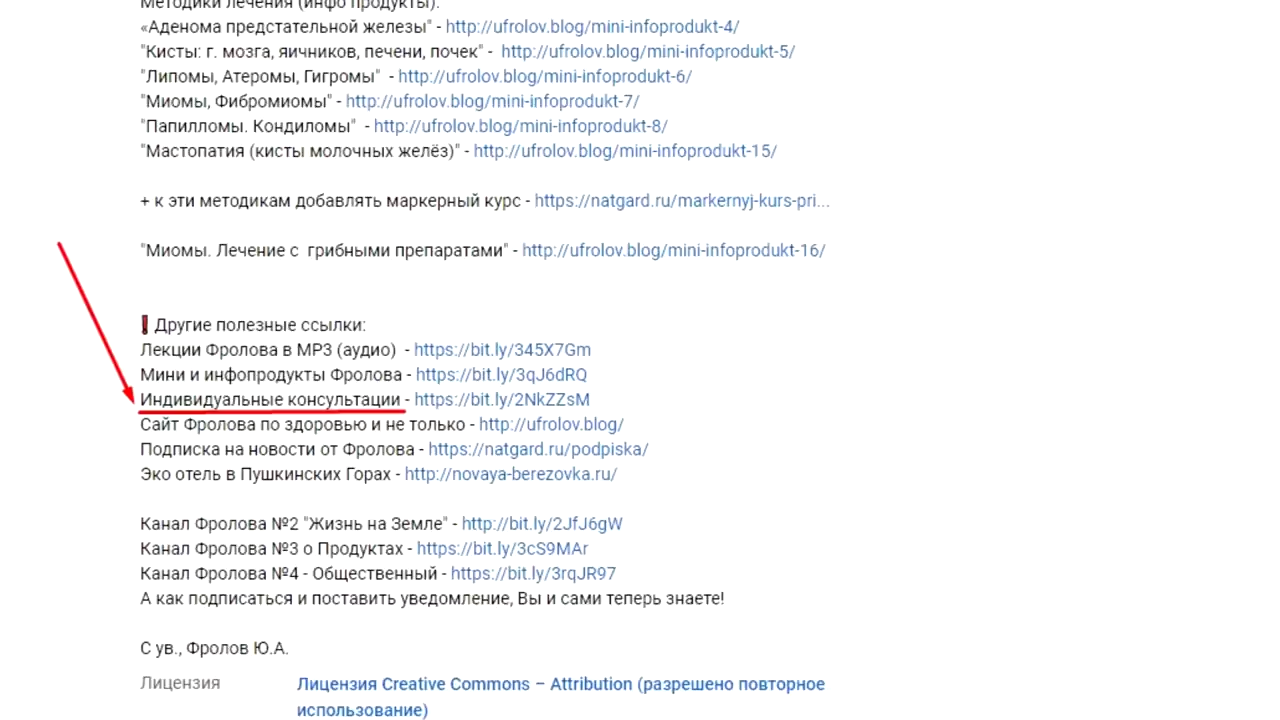 Методики лечения (инфо продукты):
«Аденома предстательной железы" - http://ufrolov.blog/mini-infoprodukt-4/
"Кисты: г. мозга, яичников, печени, почек" -  http://ufrolov.blog/mini-infoprodukt-5/
"Липомы, Атеромы, Гигромы"  - http://ufrolov.blog/mini-infoprodukt-6/
"Миомы, Фибромиомы" - http://ufrolov.blog/mini-infoprodukt-7/
"Папилломы. Кондиломы"  - http://ufrolov.blog/mini-infoprodukt-8/
"Мастопатия (кисты молочных желёз)" - http://ufrolov.blog/mini-infoprodukt-15/
+ к эти методикам добавлять маркерный курс - https://natgard.ru/markernyj-kurs-pri...
"Миомы. Лечение с  грибными препаратами" - http://ufrolov.blog/mini-infoprodukt-16/
❗Другие полезные ссылки:
Лекции Фролова в МР3 (аудио)  - https://bit.ly/345X7Gm
Мини и инфопродукты Фролова - https://bit.ly/3qJ6dRQ
Индивидуальные консультации - https://bit.ly/2NkZZsM
Сайт Фролова по здоровью и не только - http://ufrolov.blog/
Подписка на новости от Фролова - https://natgard.ru/podpiska/
Эко отель в Пушкинских Горах - http://novaya-berezovka.ru/
Канал Фролова №2 "Жизнь на Земле" - http://bit.ly/2JfJ6gW
Канал Фролова №3 о Продуктах - https://bit.ly/3cS9MAr
Канал Фролова №4 - Общественный - https://bit.ly/3rqJR97
А как подписаться и поставить уведомление, Вы и сами теперь знаете!
С ув., Фролов Ю.А.
Лицензия Лицензия Creative Commons – Attribution (разрешено повторное
использование)